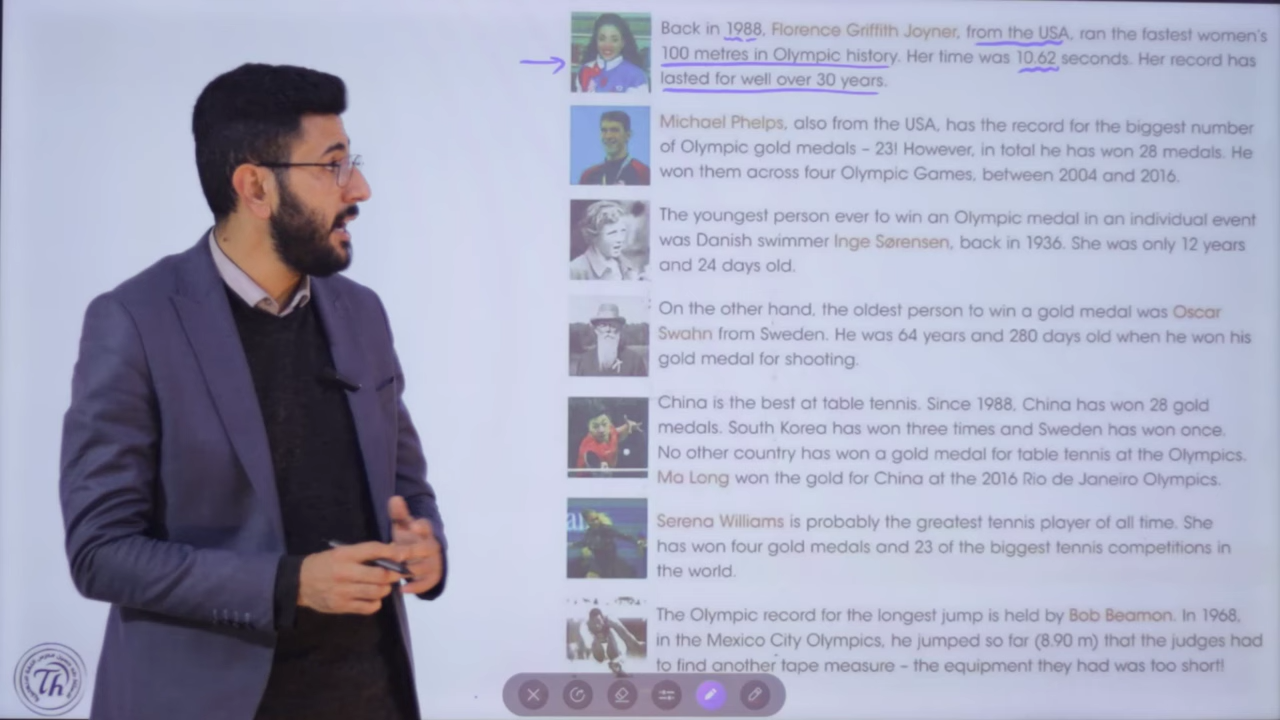 Back in 1988, Florence Griffith Joyner, from the USA, ran the fastest women's
100 metres in Olympic history. Her time was 10.62 seconds. Her record has
lasted for well over 30 years.
Michael Phelps, also from the USA, has the record for the biggest number
of Olympic gold medals – 23! However, in total he has won 28 medals. He
won them across four Olympic Games, between 2004 and 2016.
The youngest person ever to win an Olympic medal in an individual event
was Danish swimmer Inge Sørensen, back in 1936. She was only 12 years
and 24 days old.
On the other hand, the oldest person to win a gold medal was Oscar
Swahn from Sweden. He was 64 years and 280 days old when he won his
gold medal for shooting.
China is the best at table tennis. Since 1988, China has won 28 gold
medals. South Korea has won three times and Sweden has won once.
No other country has won a gold medal for table tennis at the Olympics.
Ma Long won the gold for China at the 2016 Rio de Janeiro Olympics.
Serena Williams is probably the greatest tennis player of all time. She
has won four gold medals and 23 of the biggest tennis competitions in
the world.
The Olympic record for the longest jump is held by Bob Beamon. In 1968,
in the Mexico City Olympics, he jumped so far (8.90 m) that the judges had
to find another tape measure – the equipment they had was too short!
Th